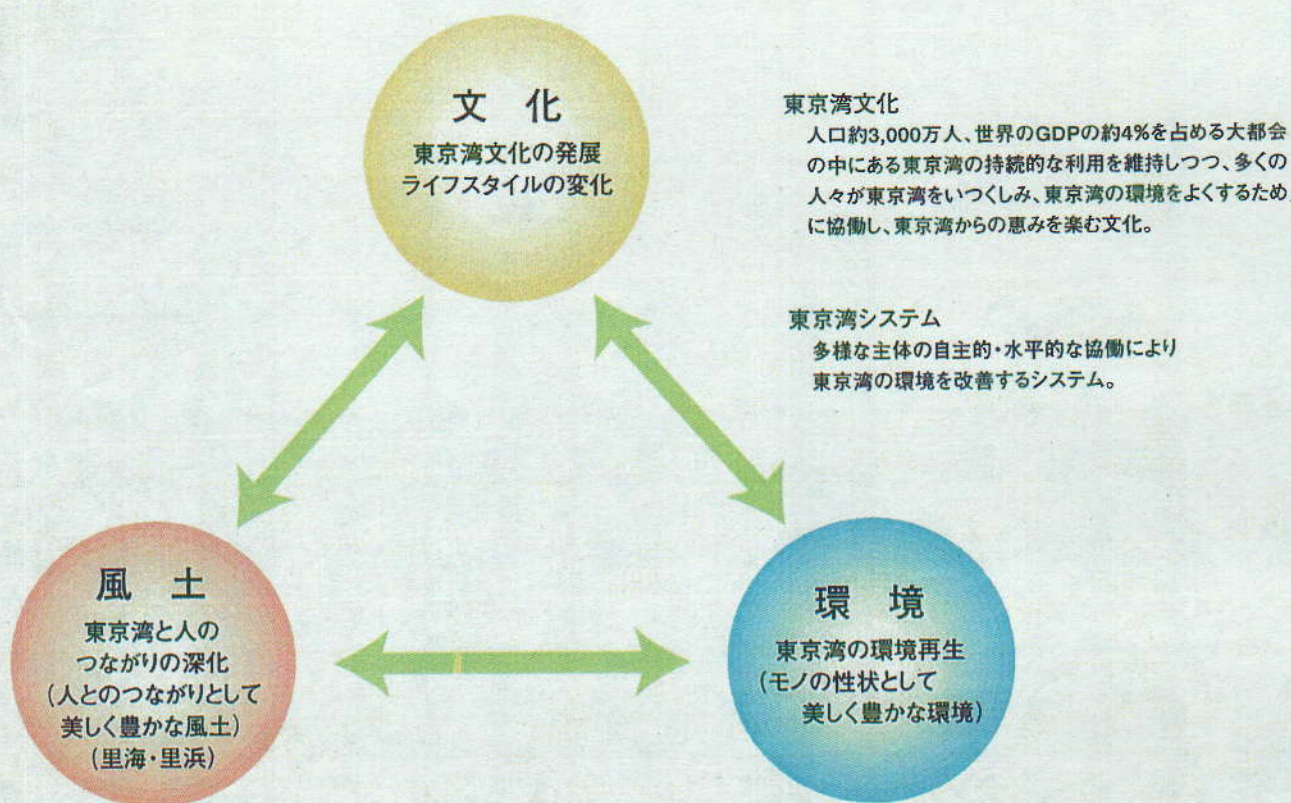 文 化
東京湾文化の発展
ライフスタイルの変化
東京湾文化
人口約3,000万人、世界のGDPの約4%を占める大都会
の中にある東京湾の持続的な利用を維持しつつ、多くの
人々が東京湾をいつくしみ、東京湾の環境をよくするため
に協働し、東京湾からの恵みを楽む文化。
東京湾システム
多様な主体の自主的・水平的な協働により
東京湾の環境を改善するシステム。
風 土
東京湾と人の
つながりの深化
(人とのつながりとして
美しく豊かな風土)
(里海・里浜)
環 境
東京湾の環境再生
(モノの性状として
美しく豊かな環境)